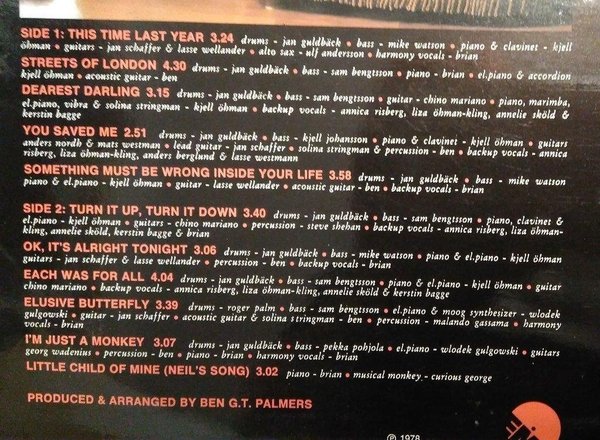 SIDE 1: THIS TIME LAST YEAR 3.24 drums - jan guldbäck • bass - mike watson • piano & clavinet - kjell
öhman • guitars - jan schaffer & lasse wellander • alto sax - ulf andersson • harmony vocals - brian
STREETS OF LONDON 4.30 drums - jan guldbäck • bass - sam bengtsson • piano - brian • el.piano & accordion
kjell öhman • acoustic guitar - ben
DEAREST DARLING 3.15 drums - jan guldbäck • bass - sam bengtsson • guitar - chino mariano • piano, marimba,
el.piano, vibra & solina stringman - kjell öhman • backup vocals - annica risberg, liza öhman-kling, annelie sköld &
kerstin bagge
YOU SAVED ME 2.51 drums - jan guldbäck • bass - kjell johansson • piano & clavinet - kjell öhman • guitars
anders nordh & mats westman • lead guitar - jan schaffer • solina stringman & percussion - ben • backup vocals - annica
risberg, liza öhman-kling, anders berglund & lasse westmann
SOMETHING MUST BE WRONG INSIDE YOUR LIFE 3.58 drums - jan guldbäck • bass - mike watson
piano & el.piano - kjell öhman • guitar - lasse wellander • acoustic guitar - ben • backup vocals - brian
SIDE 2: TURN IT UP, TURN IT DOWN 3.40 drums - jan guldbäck • bass - sam bengtsson • piano, clavinet &
el.piano - kjell öhman • guitars - chino mariano • percussion - steve shehan • backup vocals - annica risberg, liza öhman-
kling, annelie sköld, kerstin bagge & brian
OK, IT'S ALRIGHT TONIGHT 3.06 drums - jan guldbäck • bass - mike watson • piano & el.piano - kjell öhman
guitars - jan schaffer & lasse wellander • percussion - ben • backup vocals - brian
EACH WAS FOR ALL 4.04 drums - jan guldbäck • bass - sam bengtsson • piano & el.piano - kjell öhman • guitar
chino mariano • backup vocals - annica risberg, liza öhman-kling, annelie sköld & kerstin bagge
ELUSIVE BUTTERFLY 3.39 drums - roger palm • bass - sam bengtsson • el.piano & moog synthesizer - wlodek
gulgowski • guitar - jan schaffer • acoustic guitar & solina stringman - ben • percussion - malando gassama • harmony
vocals - brian
I'M JUST A MONKEY 3.07 drums - jan guldbäck • bass - pekka pohjola • el.piano - wlodek gulgowski • guitars
georg wadenius • percussion - ben • piano - brian • harmony vocals - brian
LITTLE CHILD OF MINE (NEIL'S SONG) 3.02 piano - brian • musical monkey - curious george
PRODUCED & ARRANGED BY BEN G.T. PALMERS
℗ 1978